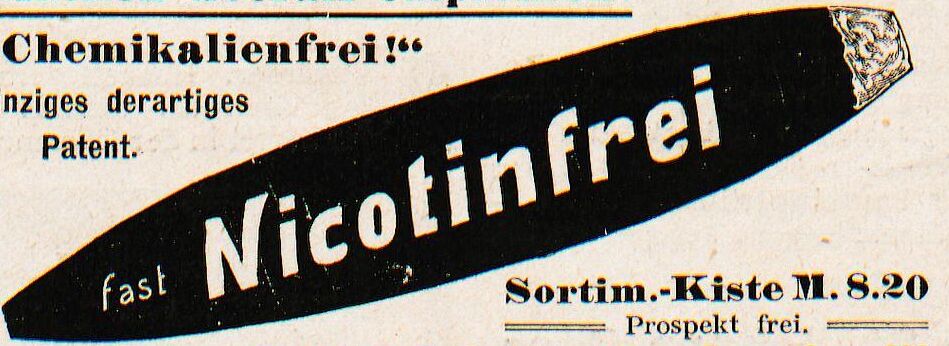 Chemikalienfrei!“
nziges derartiges
Patent.
fast Nicotinfrei
Sortim.-Kiste M. 8.20
Prospekt frei.